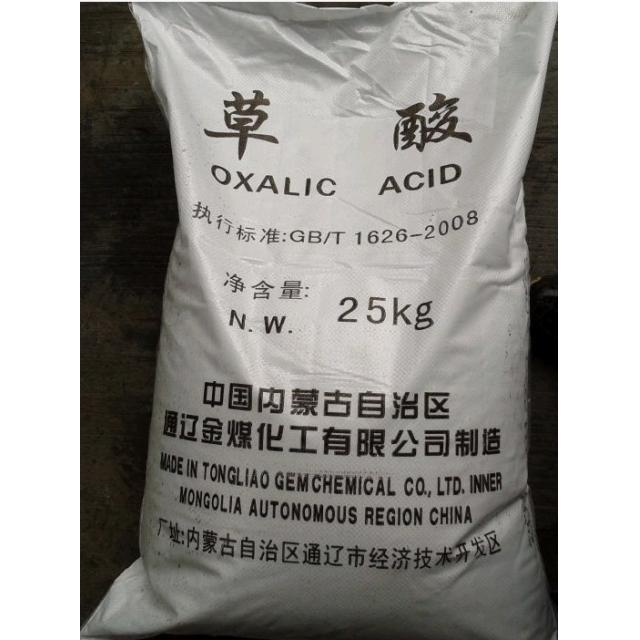 草 酸
OXALIC ACID
执行标准:GB/T 1626-2008
净含量: 25kg
N.W.
中国内蒙古自治区
通辽金煤化工有限公司制造
MADE IN TONGLIAO GEMCHEMICAL CO., LTD. INNER
MONGOLIA AUTONOMOUS REGION CHINA
厂址:内蒙古自治区通辽市经济技术开发区